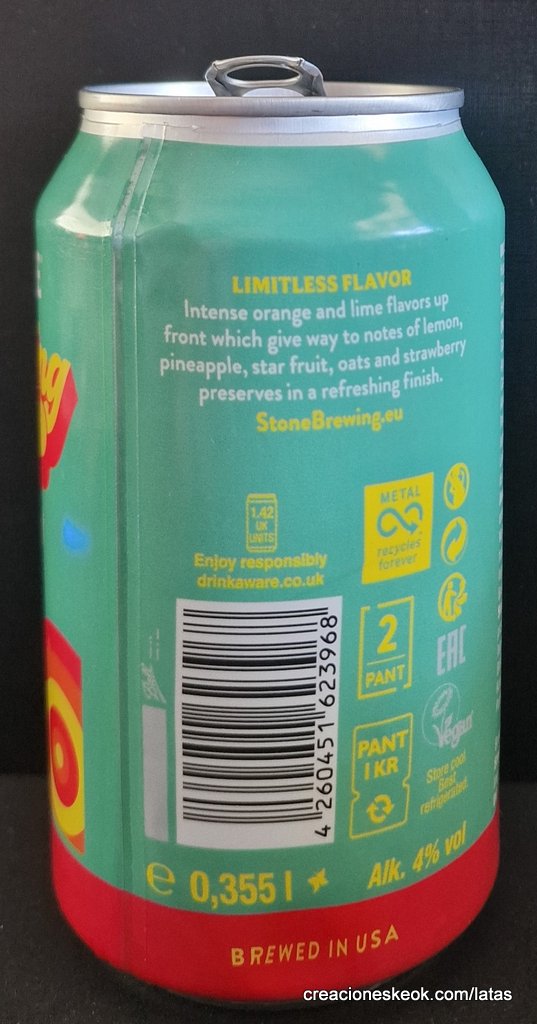 LIMITLESS FLAVOR
Intense orange and lime flavors up
front which give way to notes of lemon,
pineapple, star fruit, oats and strawberry
preserves in a refreshing finish.
StoneBrewing.eu
1.42
UK
UNITS
Enjoy responsibly
drinkaware.co.uk
METAL
recycles
forever
2
PANT
EAC
PANT
1 KR
Vegan
Store cool
Best
refrigerated.
4 260451 623968
e 0,355 l
Alk. 4% vol
BREWED IN USA
creacioneskeok.com/latas